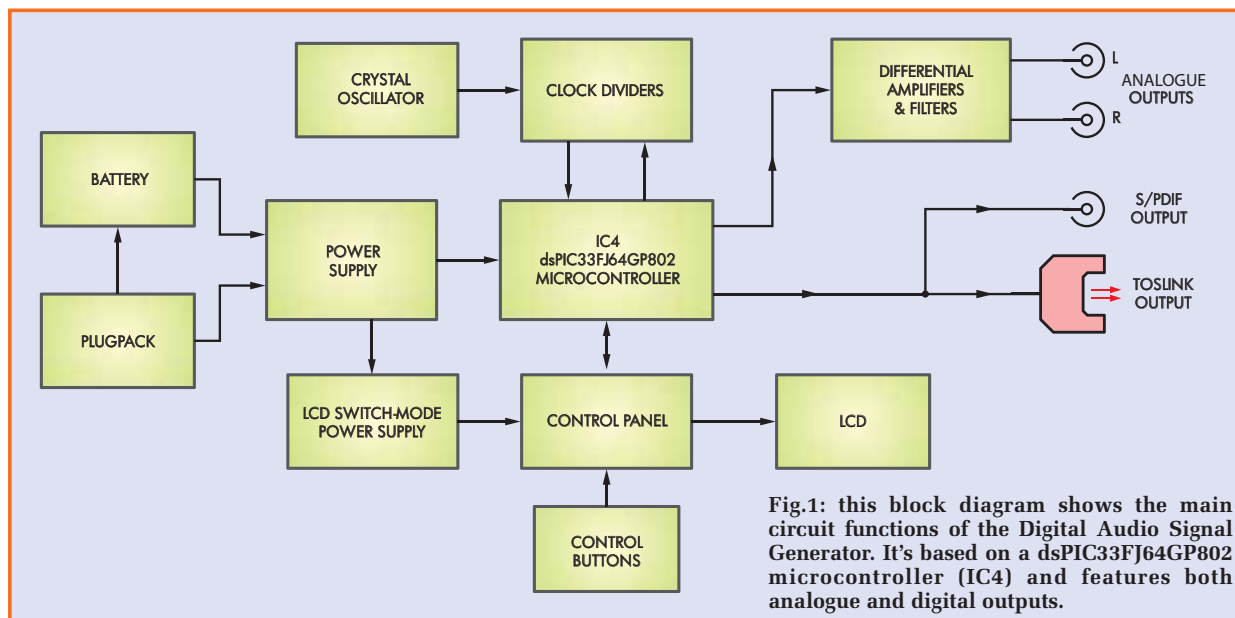 CRYSTAL
OSCILLATOR
CLOCK DIVIDERS
DIFFERENTIAL
AMPLIFIERS
& FILTERS
L
ANALOGUE
OUTPUTS
R
BATTERY
POWER
SUPPLY
IC4
dsPIC33FJ64GP802
MICROCONTROLLER
S/PDIF
OUTPUT
TOSLINK
OUTPUT
PLUGPACK
LCD SWITCH-MODE
POWER SUPPLY
CONTROL PANEL
LCD
CONTROL
BUTTONS
Fig.1: this block diagram shows the main
circuit functions of the Digital Audio Signal
Generator. It's based on a dsPIC33FJ64GP802
microcontroller (IC4) and features both
analogue and digital outputs.